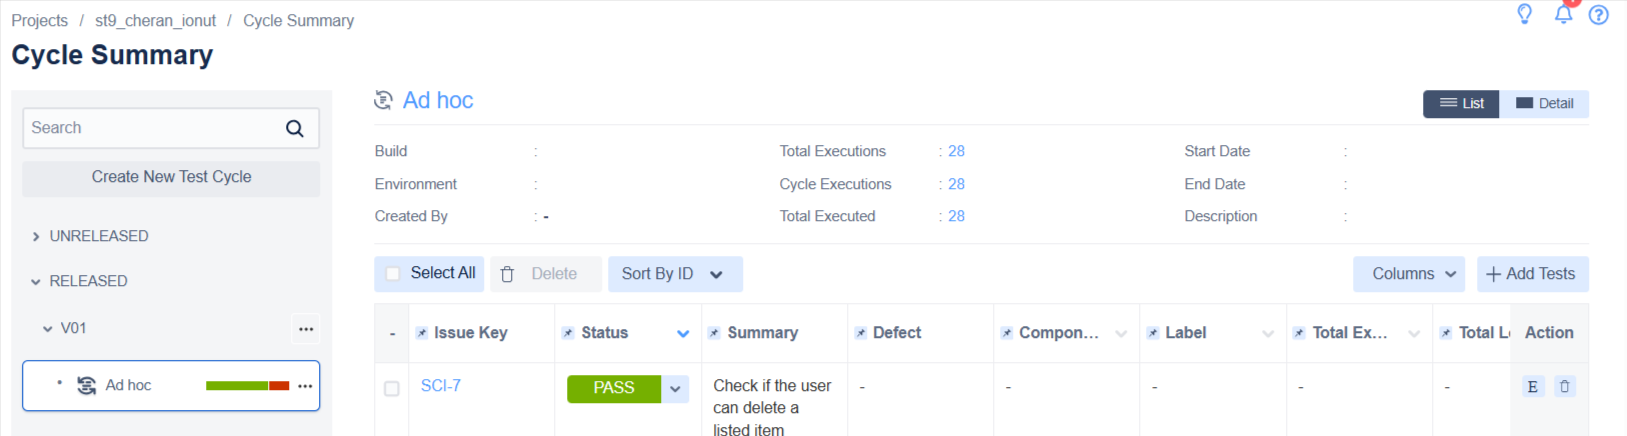 Projects / st9_cheran_ionut / Cycle Summary
Cycle Summary
Search
Create New Test Cycle
UNRELEASED
RELEASED
V01
Ad hoc
Ad hoc
List
Detail
Build :
Total Executions : 28
Start Date :
Environment :
Cycle Executions : 28
End Date :
Created By : -
Total Executed : 28
Description :
Select All
Delete
Sort By ID
Columns
Add Tests
- Issue Key Status Summary Defect Compon... Label Total Ex... Total Action
SCI-7 PASS Check if the user - - - - - E
can delete a
listed item